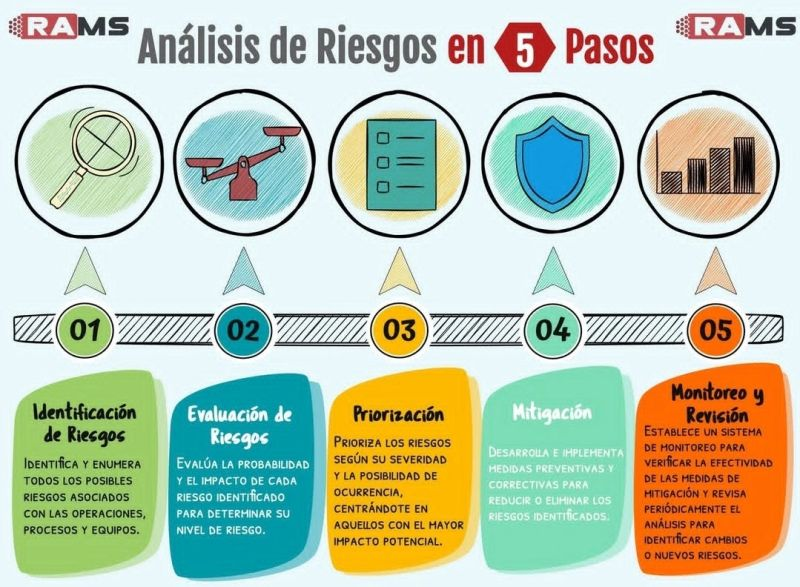 RAMS
Análisis de Riesgos en 5 Pasos
RAMS
01
02
03
04
05
Identificación
de Riesgos
IDENTIFICA Y ENUMERA
TODOS LOS POSIBLES
RIESGOS ASOCIADOS
CON LAS OPERACIONES,
PROCESOS Y EQUIPOS.
Evaluación de
Riesgos
EVALÚA LA PROBABILIDAD
Y EL IMPACTO DE CADA
RIESGO IDENTIFICADO
PARA DETERMINAR SU
NIVEL DE RIESGO.
Priorización
PRIORIZA LOS RIESGOS
SEGÚN SU SEVERIDAD
Y LA POSIBILIDAD DE
OCURRENCIA,
CENTRÁNDOTE EN
AQUELLOS CON EL MAYOR
IMPACTO POTENCIAL.
Mitigación
DESARROLLA E IMPLEMENTA
MEDIDAS PREVENTIVAS Y
CORRECTIVAS PARA
REDUCIR O ELIMINAR LOS
RIESGOS IDENTIFICADOS.
Monitoreo y
Revisión
ESTABLECE UN SISTEMA
DE MONITOREO PARA
VERIFICAR LA EFECTIVIDAD
DE LAS MEDIDAS DE
MITIGACIÓN Y REVISA
PERIÓDICAMENTE EL
ANÁLISIS PARA
IDENTIFICAR CAMBIOS
O NUEVOS RIESGOS.